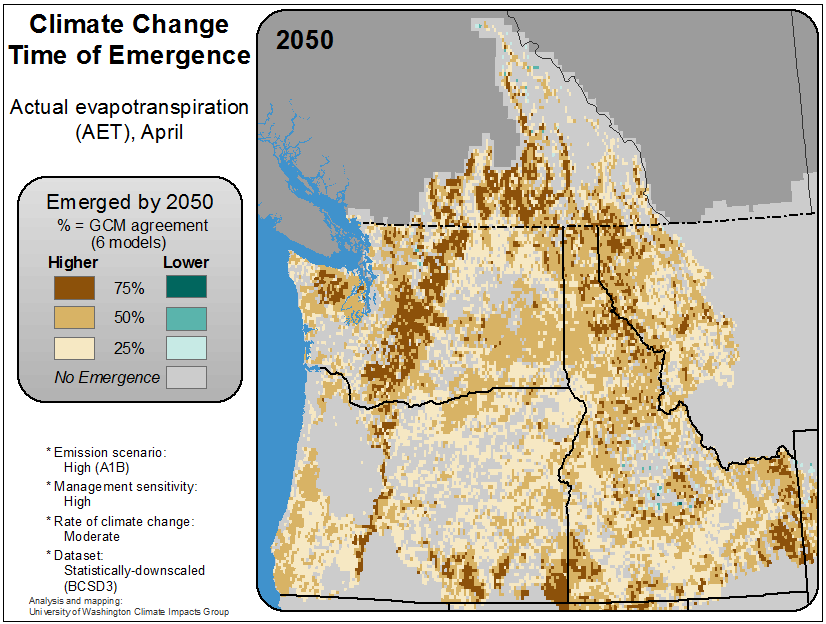 Climate Change
Time of Emergence
Actual evapotranspiration
(AET), April
Emerged by 2050
% = GCM agreement
(6 models)
Higher Lower
75%
50%
25%
No Emergence
* Emission scenario:
High (A1B)
* Management sensitivity:
High
* Rate of climate change:
Moderate
* Dataset:
Statistically-downscaled
(BCSD3)
Analysis and mapping:
University of Washington Climate Impacts Group
2050